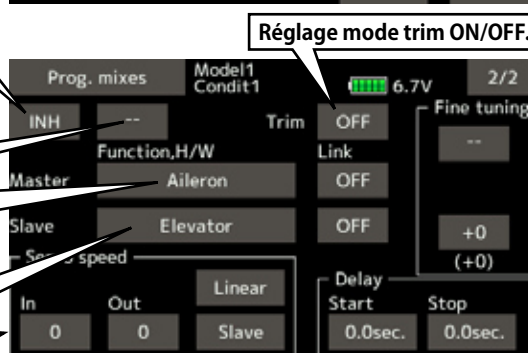 Réglage mode trim ON/OFF.
Prog. mixes
Model1
Condit1
6.7V
2/2
INH
--
Trim
OFF
Fine tuning
--
Function,H/W
Link
Master
Aileron
OFF
Slave
Elevator
OFF
+0
(+0)
Servo speed
Delay
In
Out
Linear
Start
Stop
0
0
Slave
0.0sec.
0.0sec.